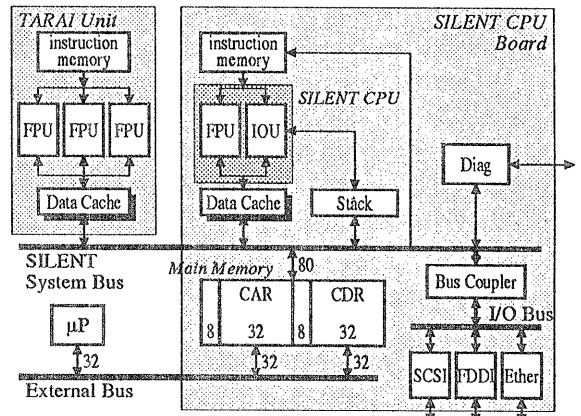 TARAI Unit
SILENT CPU
Board
instruction
memory
instruction
memory
SILENT CPU
FPU FPU FPU
FPU IOU
Diag
Data Cache
Data Cache
Stack
SILENT
System Bus
80
Main Memory
Bus Coupler
CAR CDR
I/O Bus
μP
8 32 8 32
32
32
32
SCSI FDDI Ether
External Bus